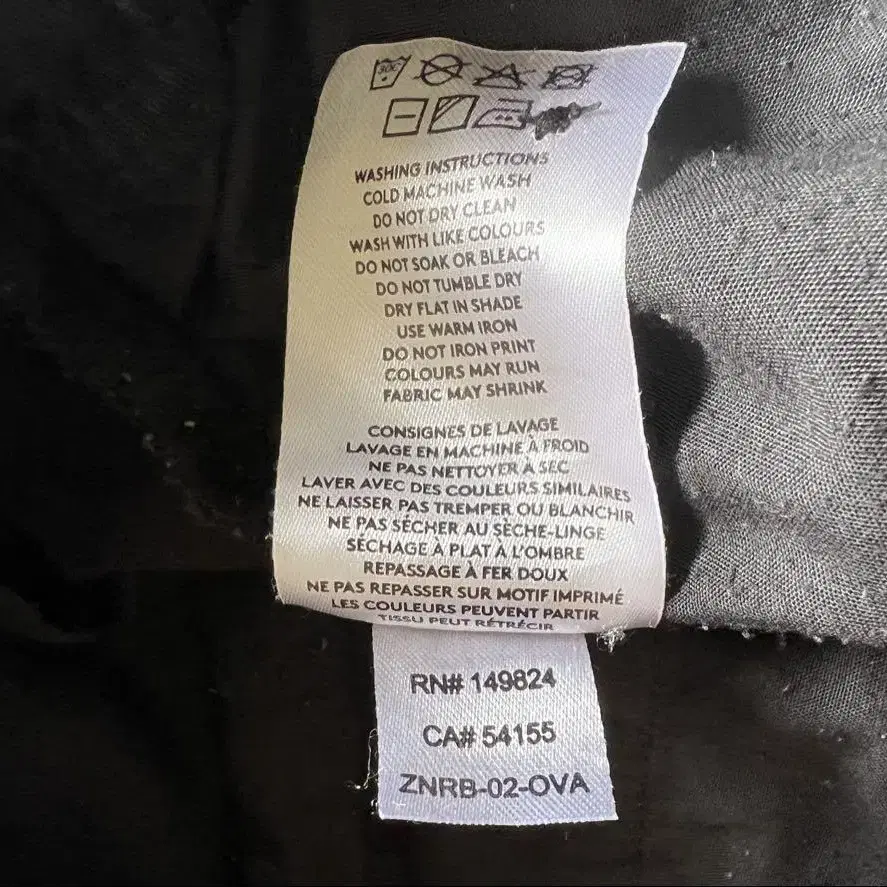 30C
WASHING INSTRUCTIONS
COLD MACHINE WASH
DO NOT DRY CLEAN
WASH WITH LIKE COLOURS
DO NOT SOAK OR BLEACH
DO NOT TUMBLE DRY
DRY FLAT IN SHADE
USE WARM IRON
DO NOT IRON PRINT
COLOURS MAY RUN
FABRIC MAY SHRINK
CONSIGNES DE LAVAGE
LAVAGE EN MACHINE À FROID
NE PAS NETTOYER À SEC
LAVER AVEC DES COULEURS SIMILAIRES
NE LAISSER PAS TREMPER OU BLANCHIR
NE PAS SÉCHER AU SÈCHE-LINGE
SÉCHAGE À PLAT À L'OMBRE
REPASSAGE À FER DOUX
NE PAS REPASSER SUR MOTIF IMPRIMÉ
LES COULEURS PEUVENT PARTIR
TISSU PEUT RÉTRÉCIR
RN# 149824
CA# 54155
ZNRB-02-OVA